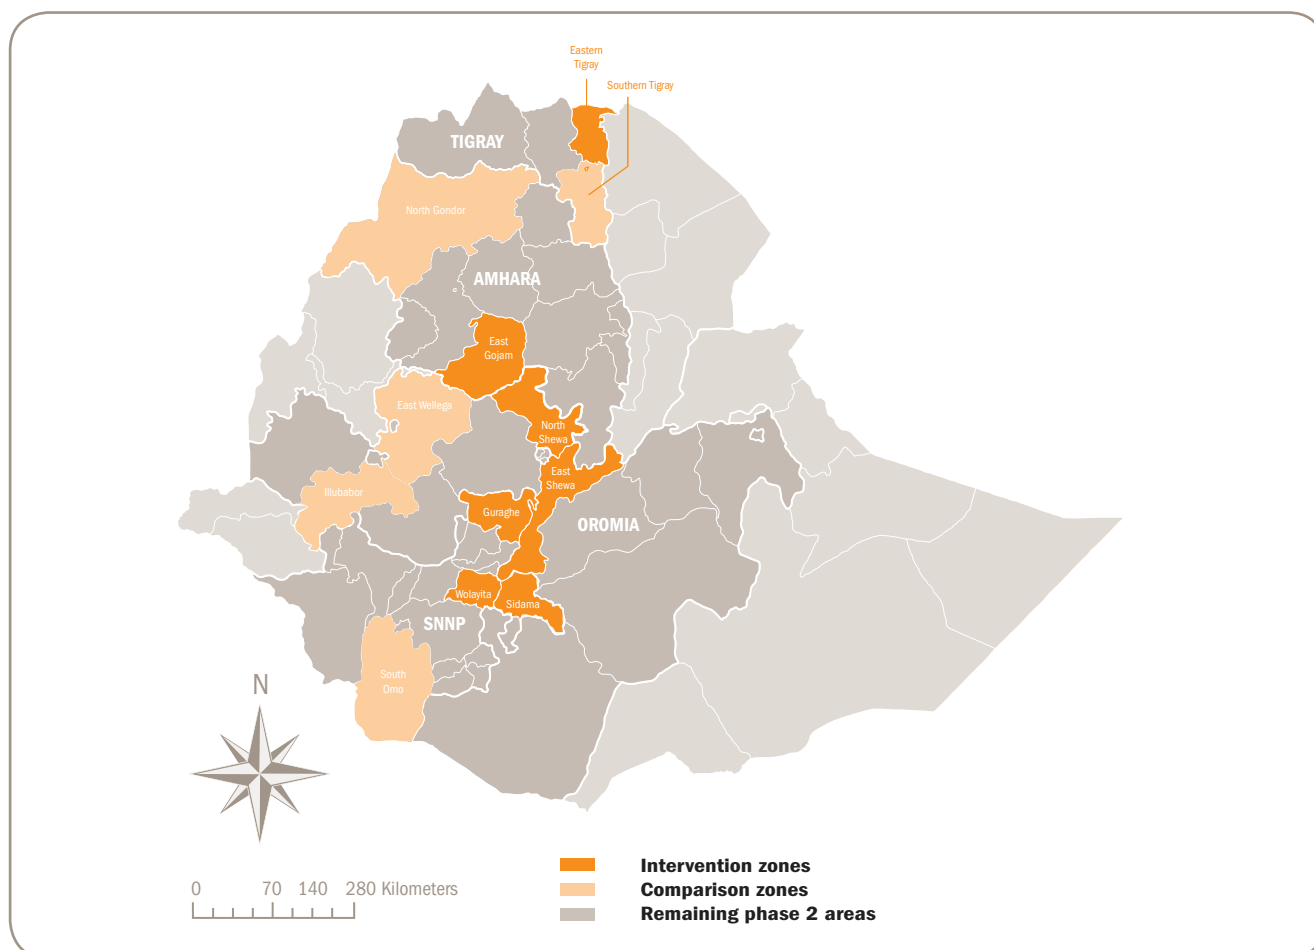 Eastern
Tigray
Southern Tigray
TIGRAY
North Gondor
AMHARA
East
Gojam
East Wellega
North
Shewa
East
Shewa
Illubabor
Guraghe
OROMIA
Wolayita
Sidama
SNNP
South
Omo
N
0 70 140 280 Kilometers
Intervention zones
Comparison zones
Remaining phase 2 areas